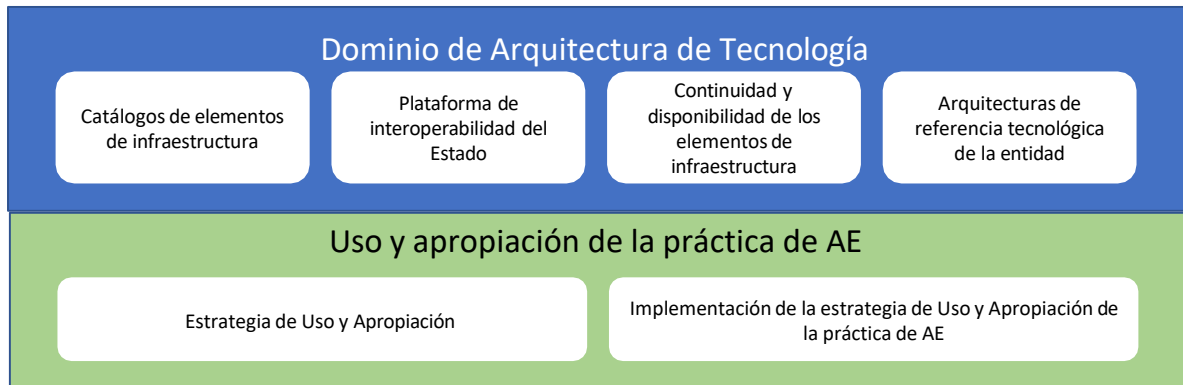 Dominio de Arquitectura de Tecnología
Catálogos de elementos
de infraestructura
Plataforma de
interoperabilidad del
Estado
Continuidad y
disponibilidad de los
elementos de
infraestructura
Arquitecturas de
referencia tecnológica
de la entidad
Uso y apropiación de la práctica de AE
Estrategia de Uso y Apropiación
Implementación de la estrategia de Uso y Apropiación de
la práctica de AE